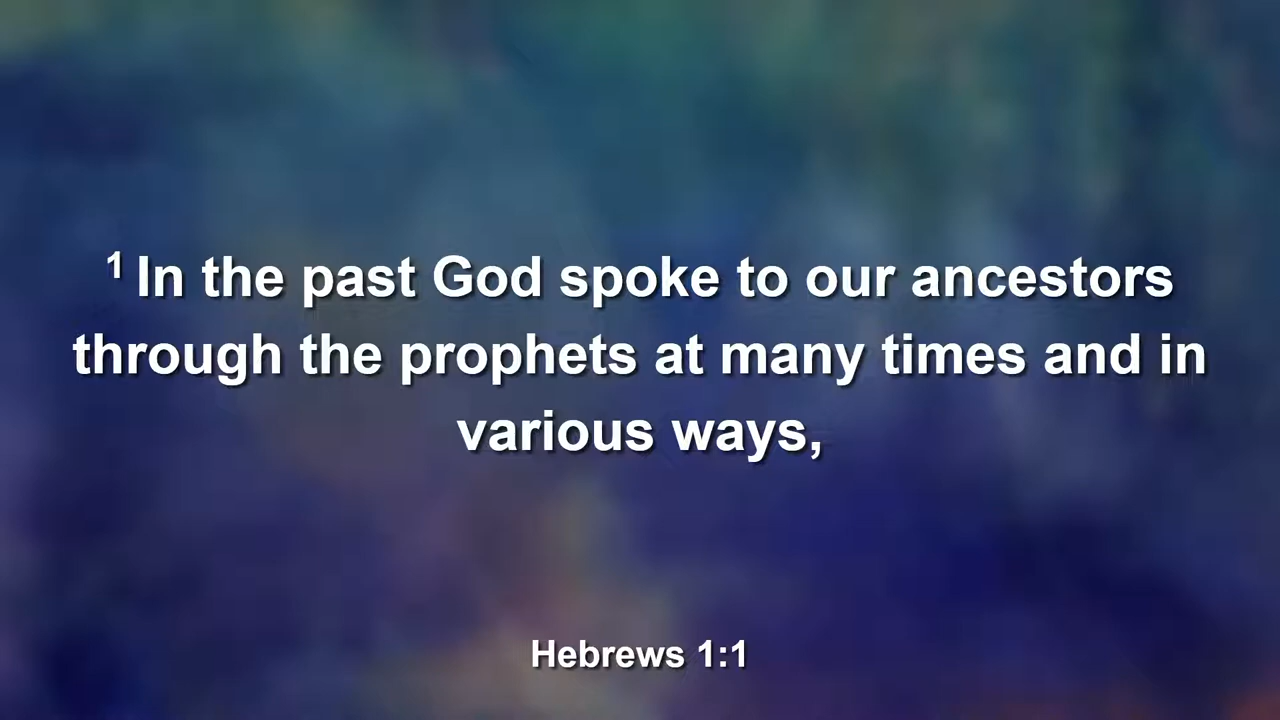 1 In the past God spoke to our ancestors
through the prophets at many times and in
various ways,
Hebrews 1:1